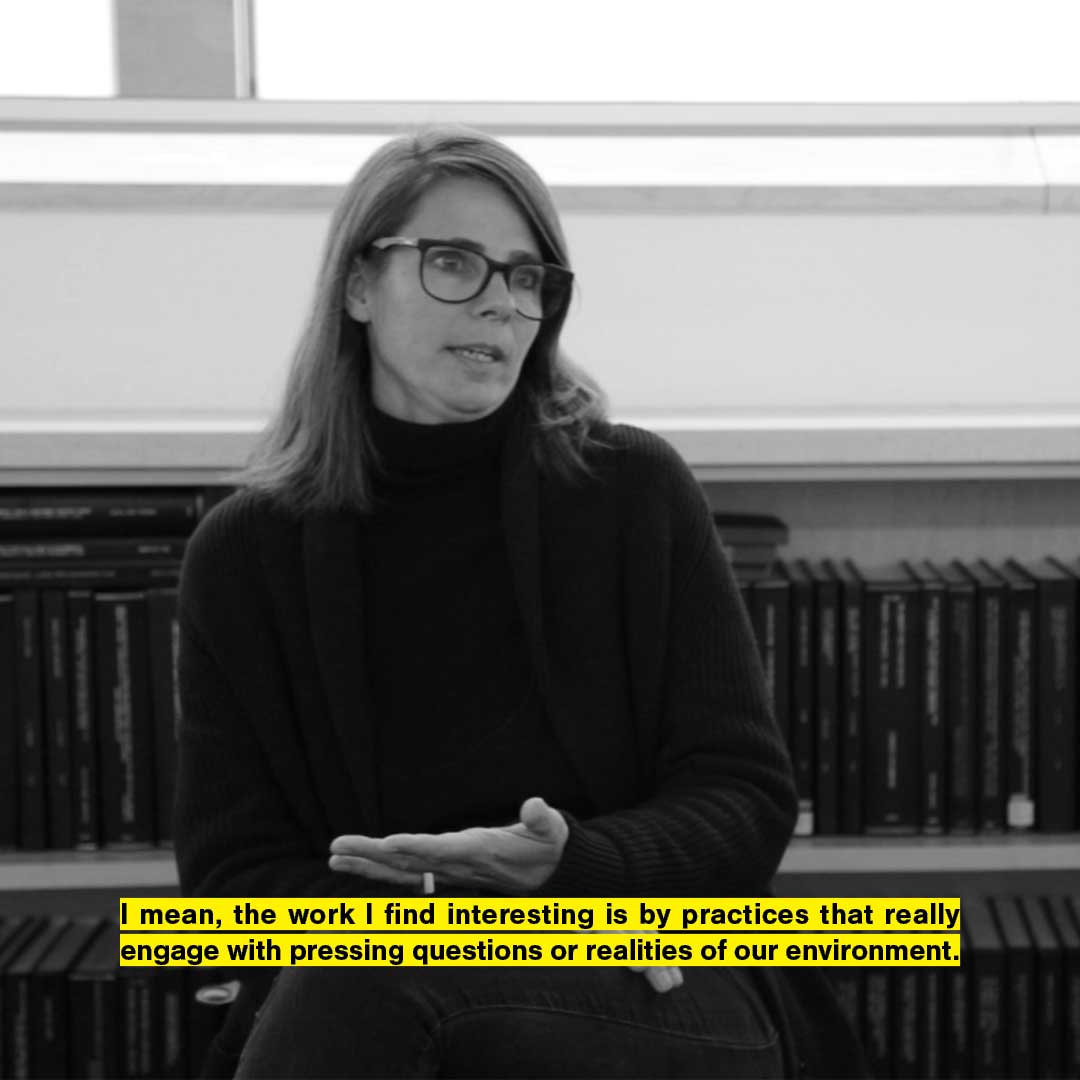 I mean, the work I find interesting is by practices that really
engage with pressing questions or realities of our environment.